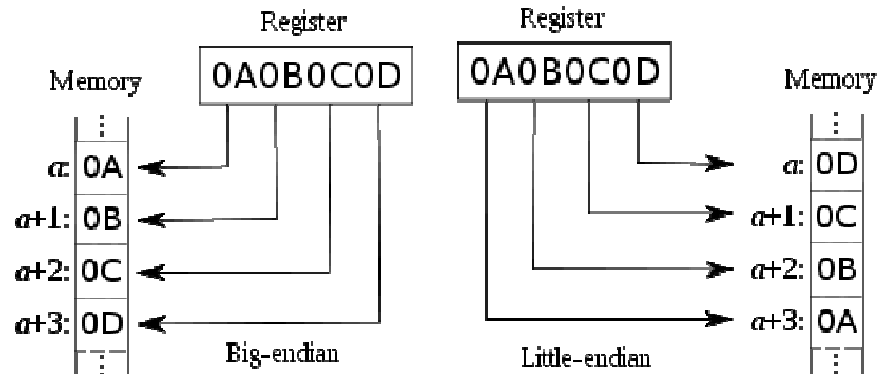 Register
0A0B0C0D
Memory
⋮
a: 0A
a+1: 0B
a+2: 0C
a+3: 0D
⋮
Big-endian
Register
0A0B0C0D
Memory
⋮
a: 0D
a+1: 0C
a+2: 0B
a+3: 0A
⋮
Little-endian